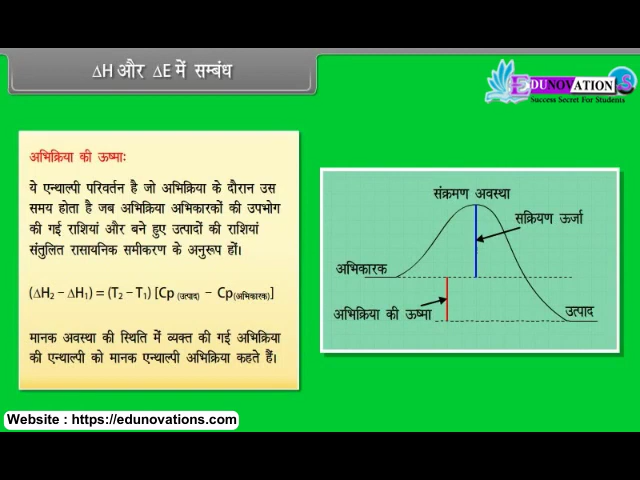 ΔH और ΔE में सम्बंध
EDUNOVATIONS
Success Secret For Students
अभिक्रिया की ऊष्माः
ये एन्थाल्पी परिवर्तन है जो अभिक्रिया के दौरान उस
समय होता है जब अभिक्रिया अभिकारकों की उपभोग
की गई राशियां और बने हुए उत्पादों की राशियां
संतुलित रासायनिक समीकरण के अनुरूप हों।
(ΔH₂ – ΔH₁) = (T₂ – T₁) [Cp (उत्पाद) – Cp(अभिकारक)]
मानक अवस्था की स्थिति में व्यक्त की गई अभिक्रिया
की एन्थाल्पी को मानक एन्थाल्पी अभिक्रिया कहते हैं।
संक्रमण अवस्था
सक्रियण ऊर्जा
अभिकारक
अभिक्रिया की ऊष्मा
उत्पाद
Website : https://edunovations.com